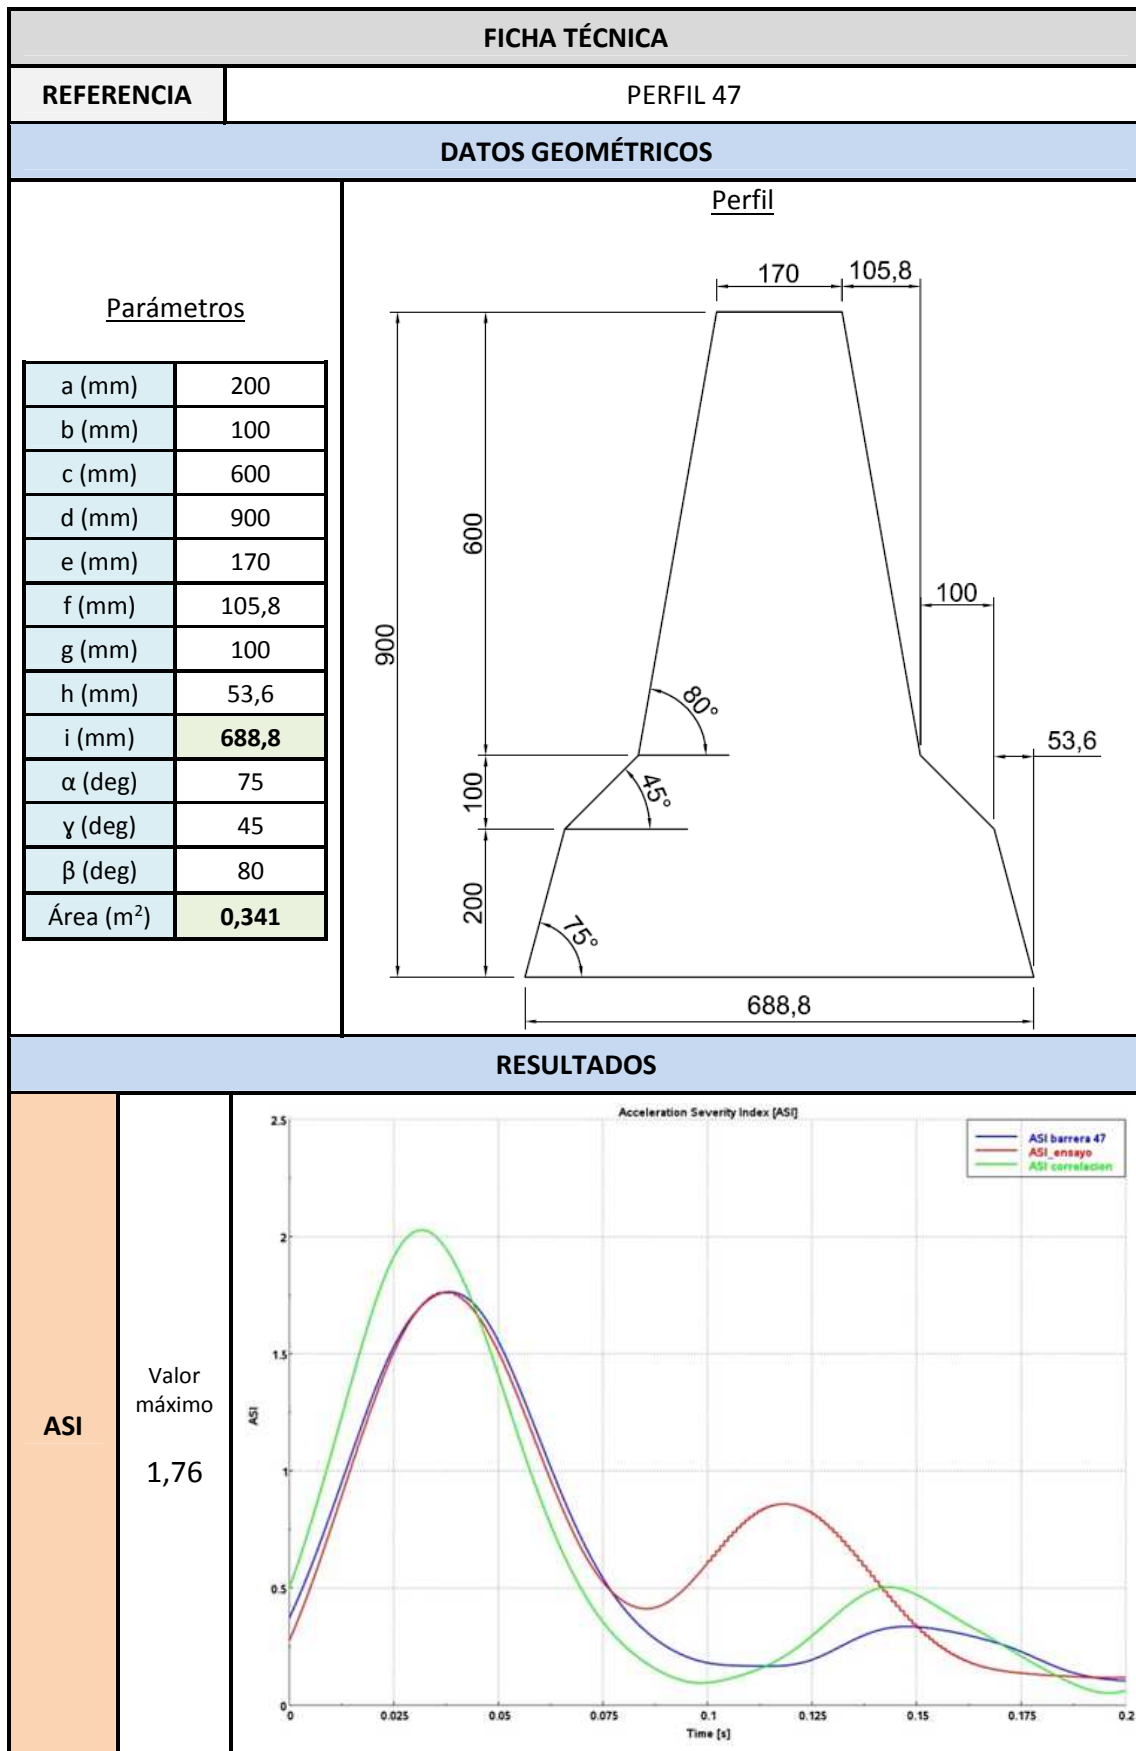 FICHA TÉCNICA
REFERENCIA PERFIL 47
DATOS GEOMÉTRICOS
Parámetros
a (mm) 200
b (mm) 100
c (mm) 600
d (mm) 900
e (mm) 170
f (mm) 105,8
g (mm) 100
h (mm) 53,6
i (mm) 688,8
α (deg) 75
ɣ (deg) 45
β (deg) 80
Área (m²) 0,341
Perfil
170 105,8
600
100
900
80°
53,6
100
45°
200
75°
688,8
RESULTADOS
ASI
Valor
máximo
1,76
Acceleration Severity Index [ASI]
ASI barrera 47
ASI_ensayo
ASI correlacion
2.5
2
1.5
1
0.5
0
ASI
0 0.025 0.05 0.075 0.1 0.125 0.15 0.175 0.2
Time [s]